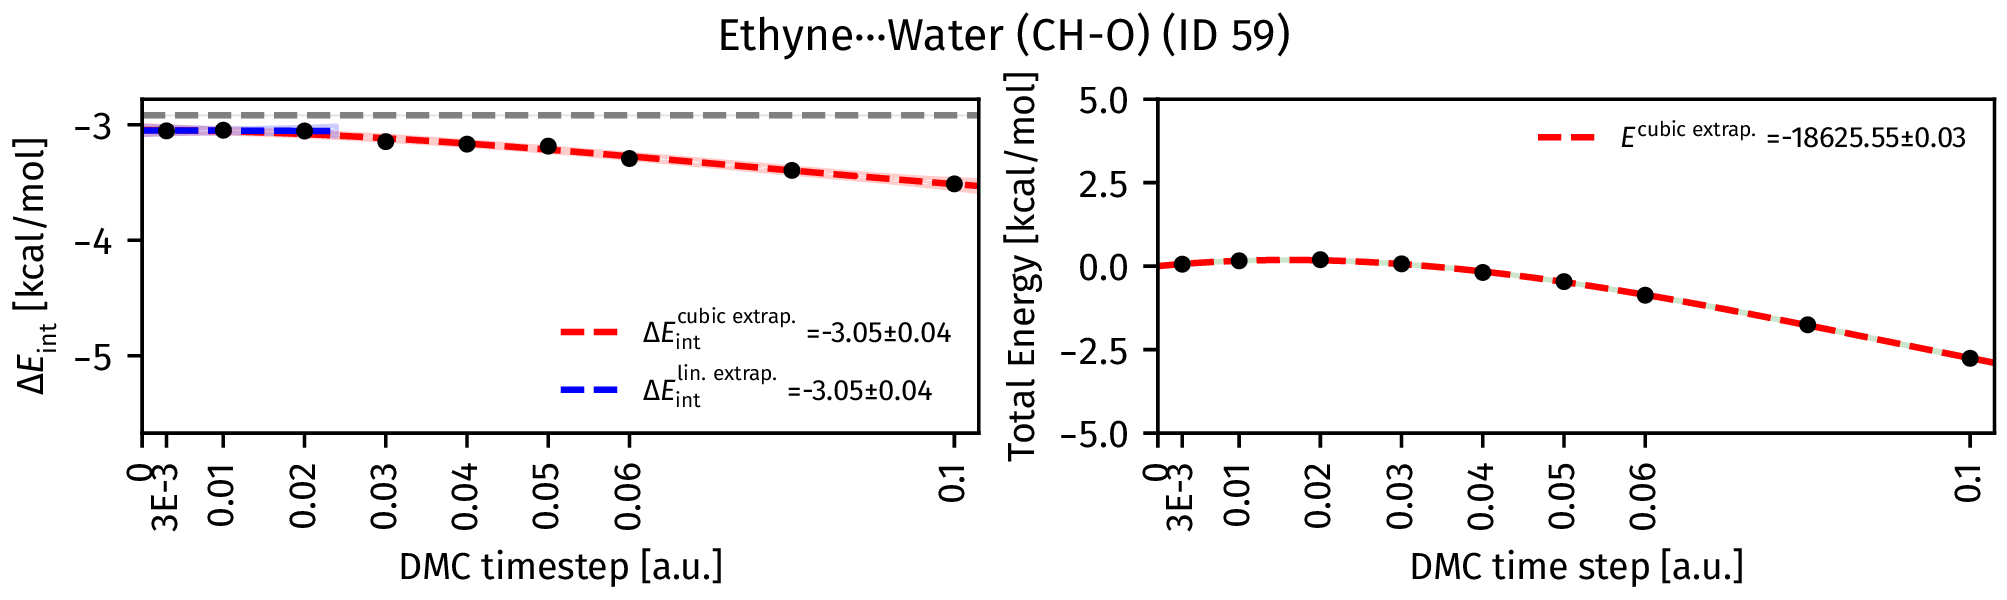 Ethyne···Water (CH-O) (ID 59)
ΔE_int [kcal/mol]
−3
−4
−5
ΔE_int^cubic extrap. =-3.05±0.04
ΔE_int^lin. extrap. =-3.05±0.04
0
3E-3
0.01
0.02
0.03
0.04
0.05
0.06
0.1
DMC timestep [a.u.]
Total Energy [kcal/mol]
5.0
2.5
0.0
−2.5
−5.0
E^cubic extrap. =-18625.55±0.03
0
3E-3
0.01
0.02
0.03
0.04
0.05
0.06
0.1
DMC time step [a.u.]